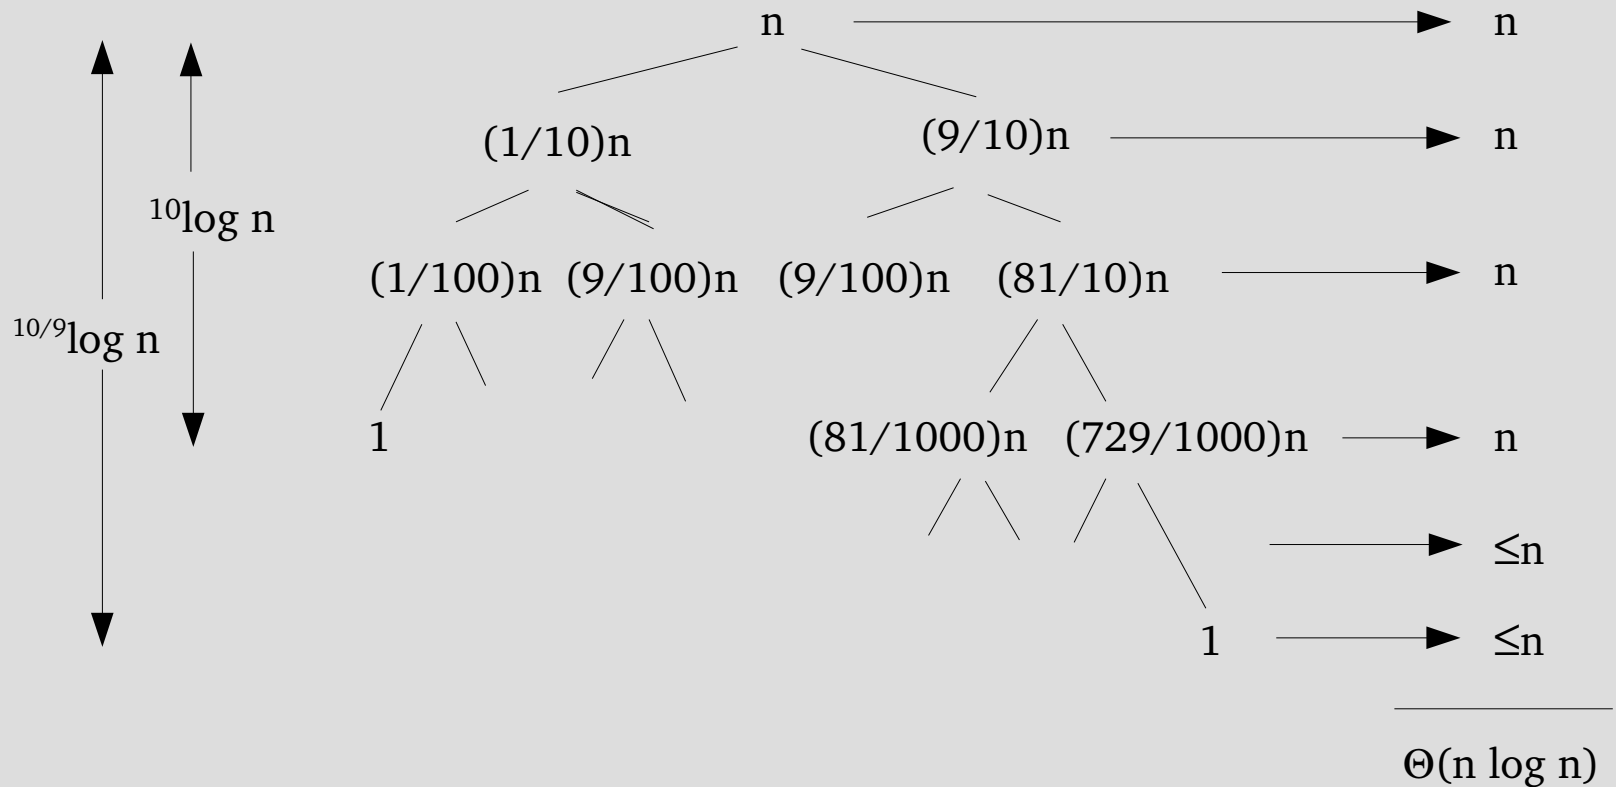 n n
(1/10)n (9/10)n n
10log n
(1/100)n (9/100)n (9/100)n (81/10)n n
10/9log n
1 (81/1000)n (729/1000)n n
≤n
1 ≤n
Θ(n log n)